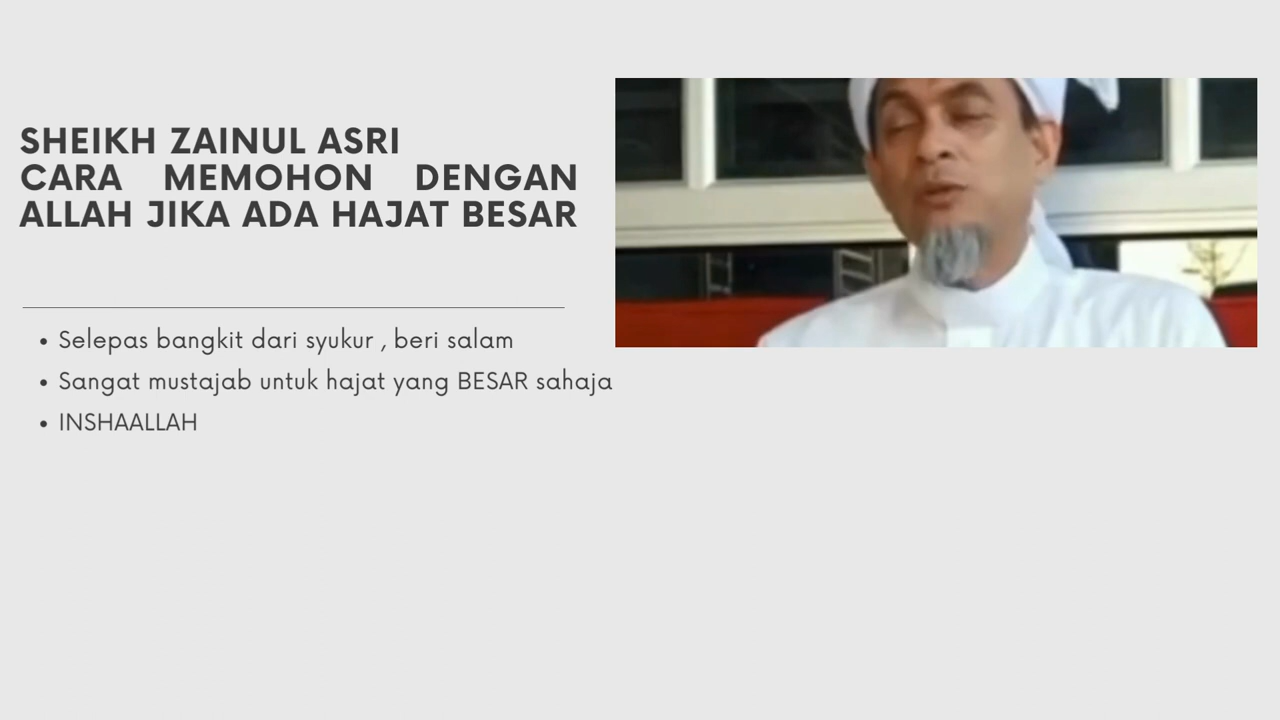 SHEIKH ZAINUL ASRI
CARA MEMOHON DENGAN
ALLAH JIKA ADA HAJAT BESAR
• Selepas bangkit dari syukur , beri salam
• Sangat mustajab untuk hajat yang BESAR sahaja
• INSHAALLAH